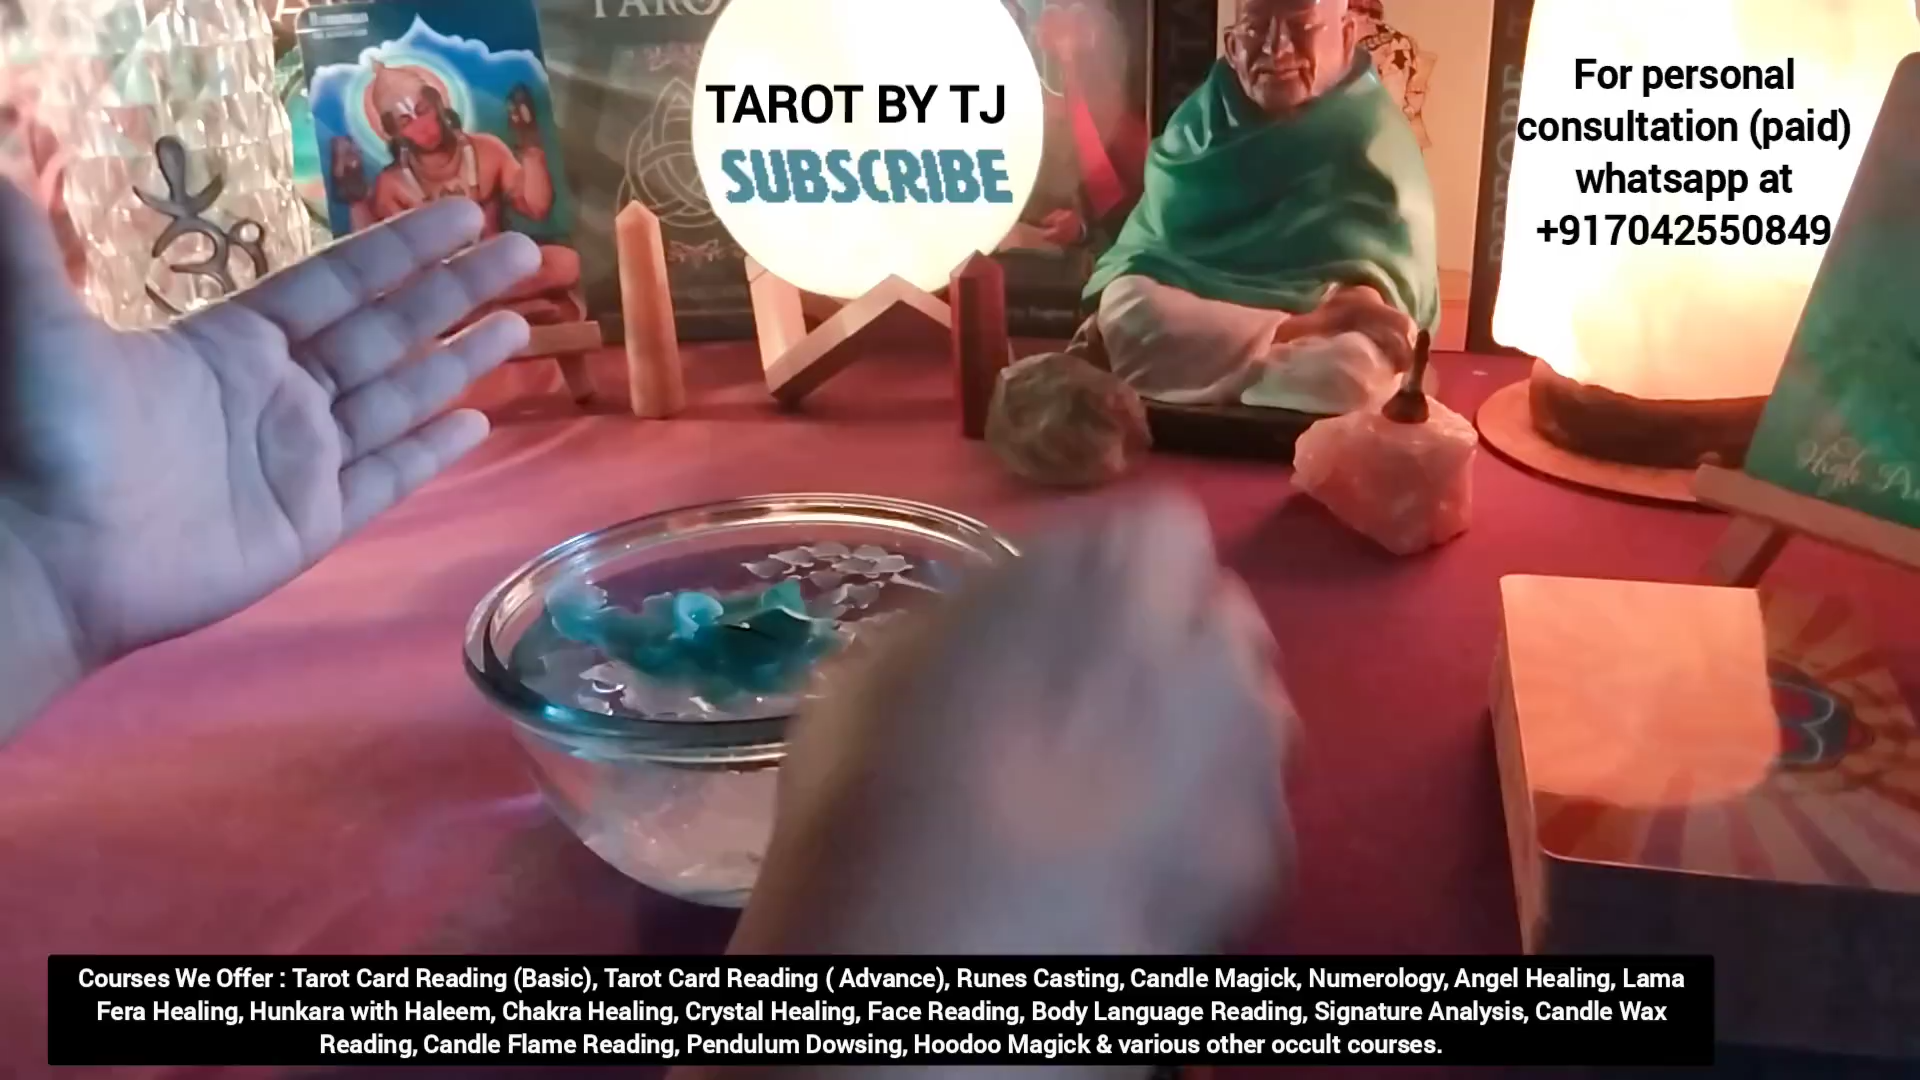 TAROT BY TJ
SUBSCRIBE
For personal
consultation (paid)
whatsapp at
+917042550849
High
Courses We Offer : Tarot Card Reading (Basic), Tarot Card Reading ( Advance), Runes Casting, Candle Magick, Numerology, Angel Healing, Lama
Fera Healing, Hunkara with Haleem, Chakra Healing, Crystal Healing, Face Reading, Body Language Reading, Signature Analysis, Candle Wax
Reading, Candle Flame Reading, Pendulum Dowsing, Hoodoo Magick & various other occult courses.